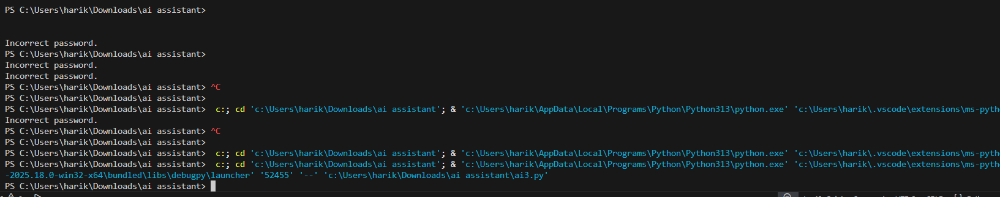 PS C:\Users\harik\Downloads\ai assistant>
Incorrect password.
PS C:\Users\harik\Downloads\ai assistant>
Incorrect password.
Incorrect password.
PS C:\Users\harik\Downloads\ai assistant> ^C
PS C:\Users\harik\Downloads\ai assistant>
PS C:\Users\harik\Downloads\ai assistant>  c:; cd 'c:\Users\harik\Downloads\ai assistant'; & 'c:\Users\harik\AppData\Local\Programs\Python\Python313\python.exe' 'c:\Users\harik\.vscode\extensions\ms-pyth
Incorrect password.
PS C:\Users\harik\Downloads\ai assistant> ^C
PS C:\Users\harik\Downloads\ai assistant>
PS C:\Users\harik\Downloads\ai assistant>  c:; cd 'c:\Users\harik\Downloads\ai assistant'; & 'c:\Users\harik\AppData\Local\Programs\Python\Python313\python.exe' 'c:\Users\harik\.vscode\extensions\ms-pyth
PS C:\Users\harik\Downloads\ai assistant>  c:; cd 'c:\Users\harik\Downloads\ai assistant'; & 'c:\Users\harik\AppData\Local\Programs\Python\Python313\python.exe' 'c:\Users\harik\.vscode\extensions\ms-pyth
-2025.18.0-win32-x64\bundled\libs\debugpy\launcher' '52455' '--' 'c:\Users\harik\Downloads\ai assistant\ai3.py'
PS C:\Users\harik\Downloads\ai assistant>